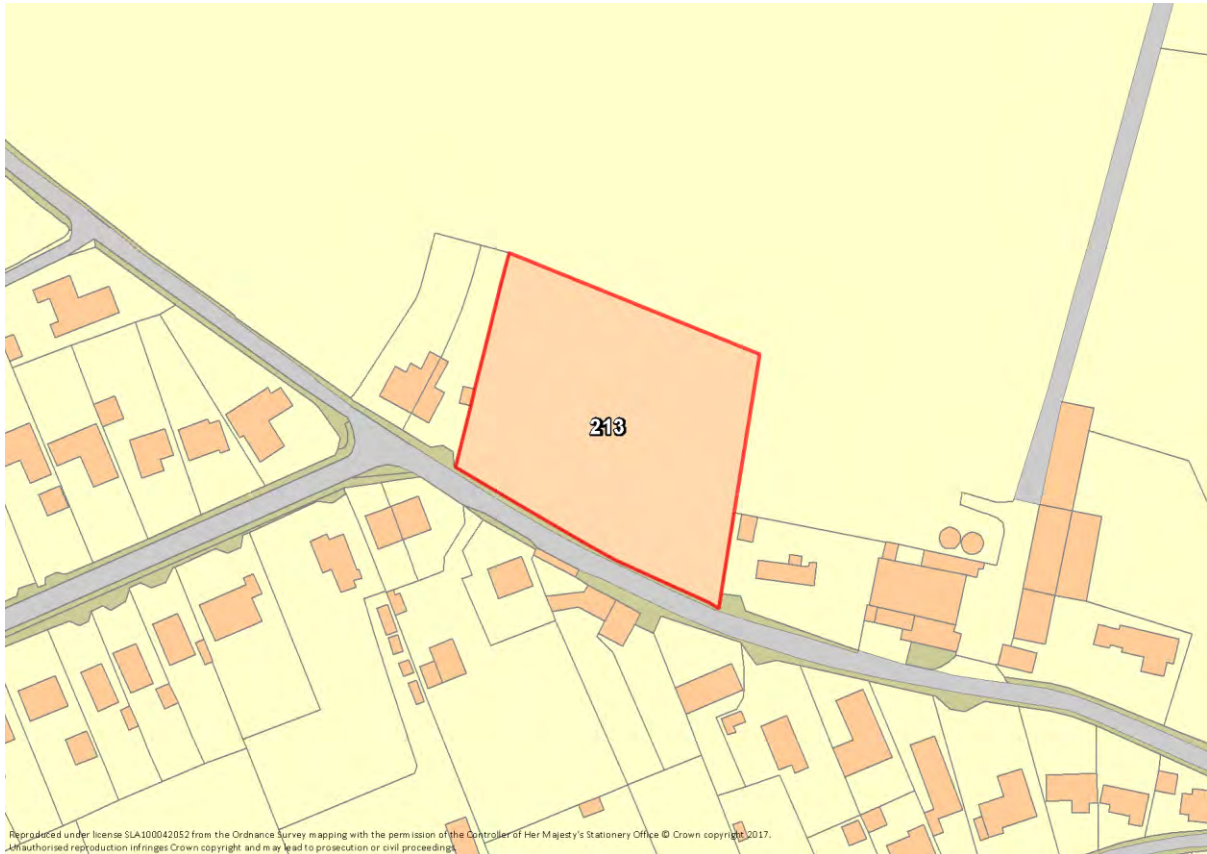 213
Reproduced under license SLA100042052 from the Ordnance Survey mapping with the permission of the Controller of Her Majesty's Stationery Office © Crown copyright 2017.
Unauthorised reproduction infringes Crown copyright and may lead to prosecution or civil proceedings.